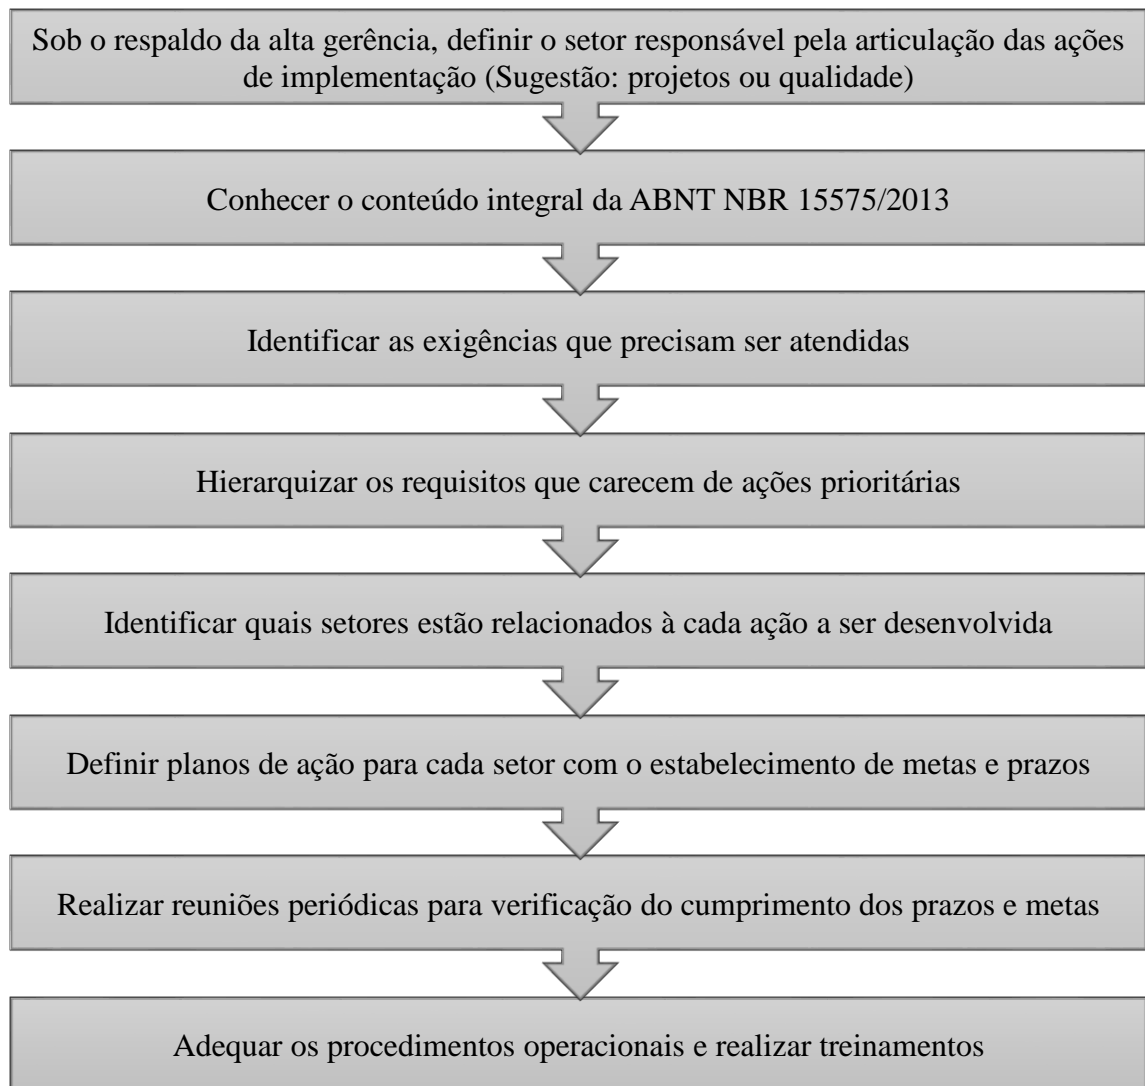 Sob o respaldo da alta gerência, definir o setor responsável pela articulação das ações
de implementação (Sugestão: projetos ou qualidade)
Conhecer o conteúdo integral da ABNT NBR 15575/2013
Identificar as exigências que precisam ser atendidas
Hierarquizar os requisitos que carecem de ações prioritárias
Identificar quais setores estão relacionados à cada ação a ser desenvolvida
Definir planos de ação para cada setor com o estabelecimento de metas e prazos
Realizar reuniões periódicas para verificação do cumprimento dos prazos e metas
Adequar os procedimentos operacionais e realizar treinamentos